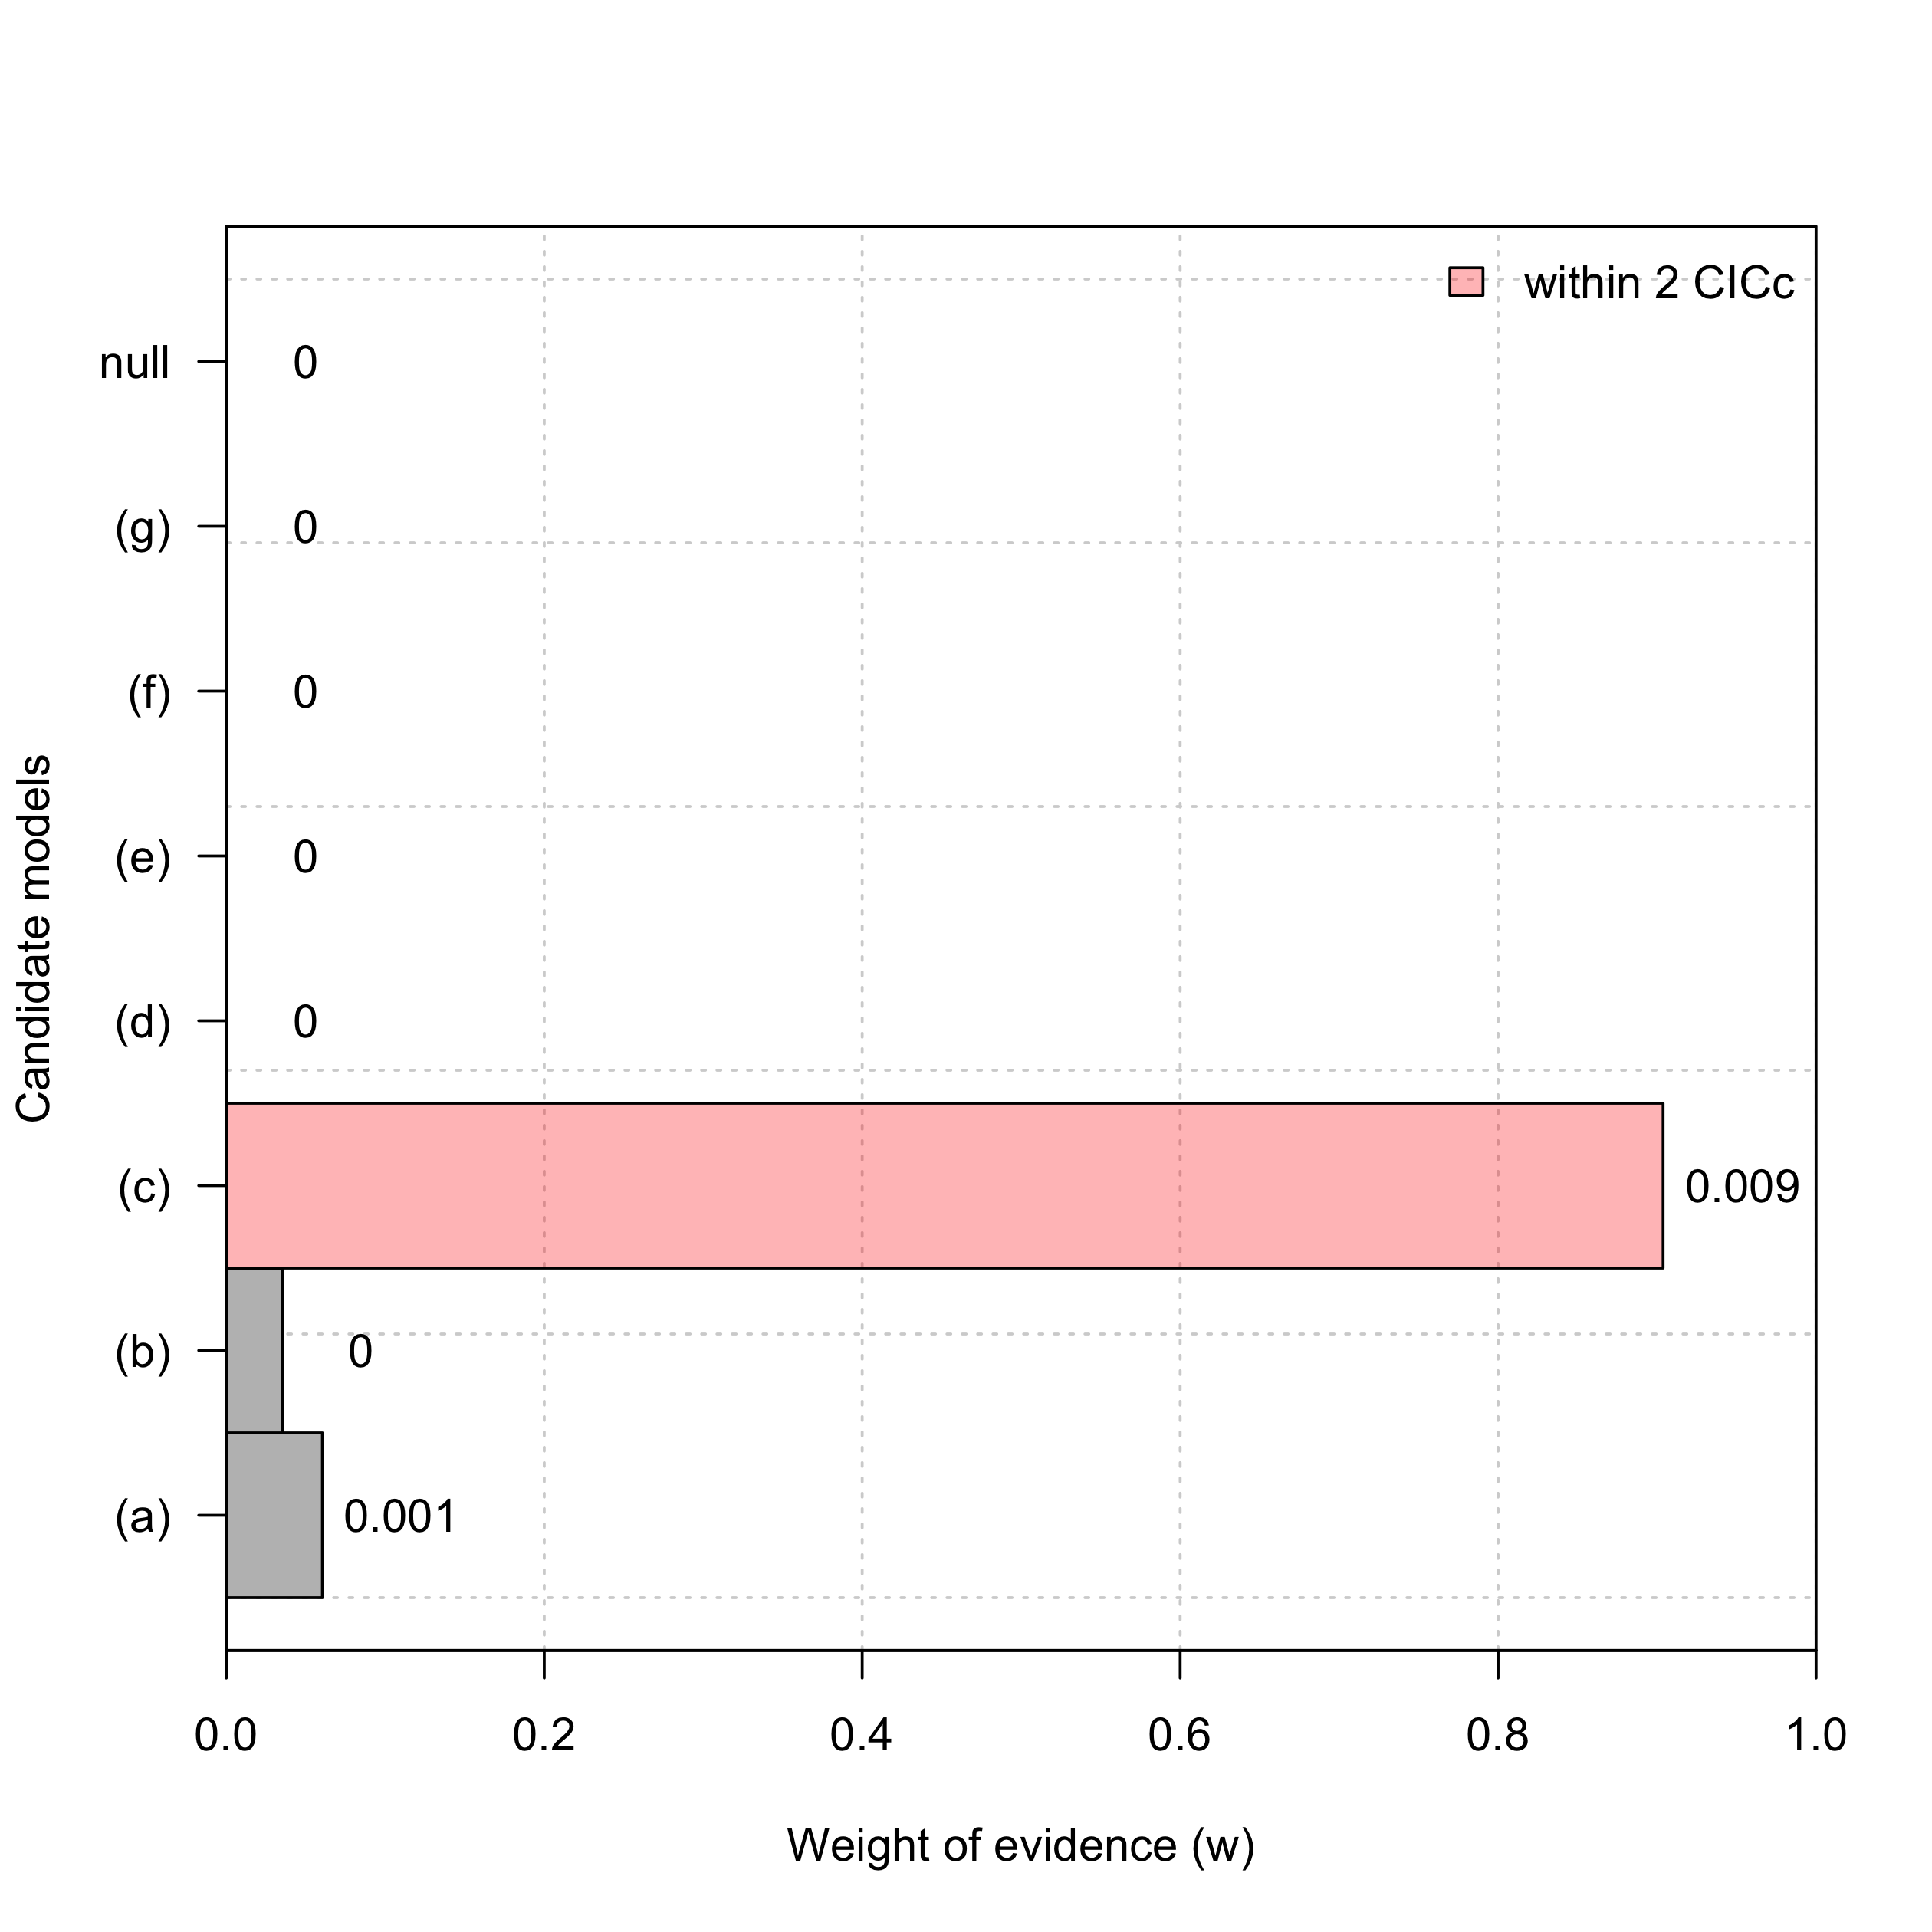 within 2 CICc
null
0
(g)
0
(f)
0
(e)
0
(d)
0
(c)
0.009
(b)
0
(a)
0.001
Candidate models
0.0 0.2 0.4 0.6 0.8 1.0
Weight of evidence (w)